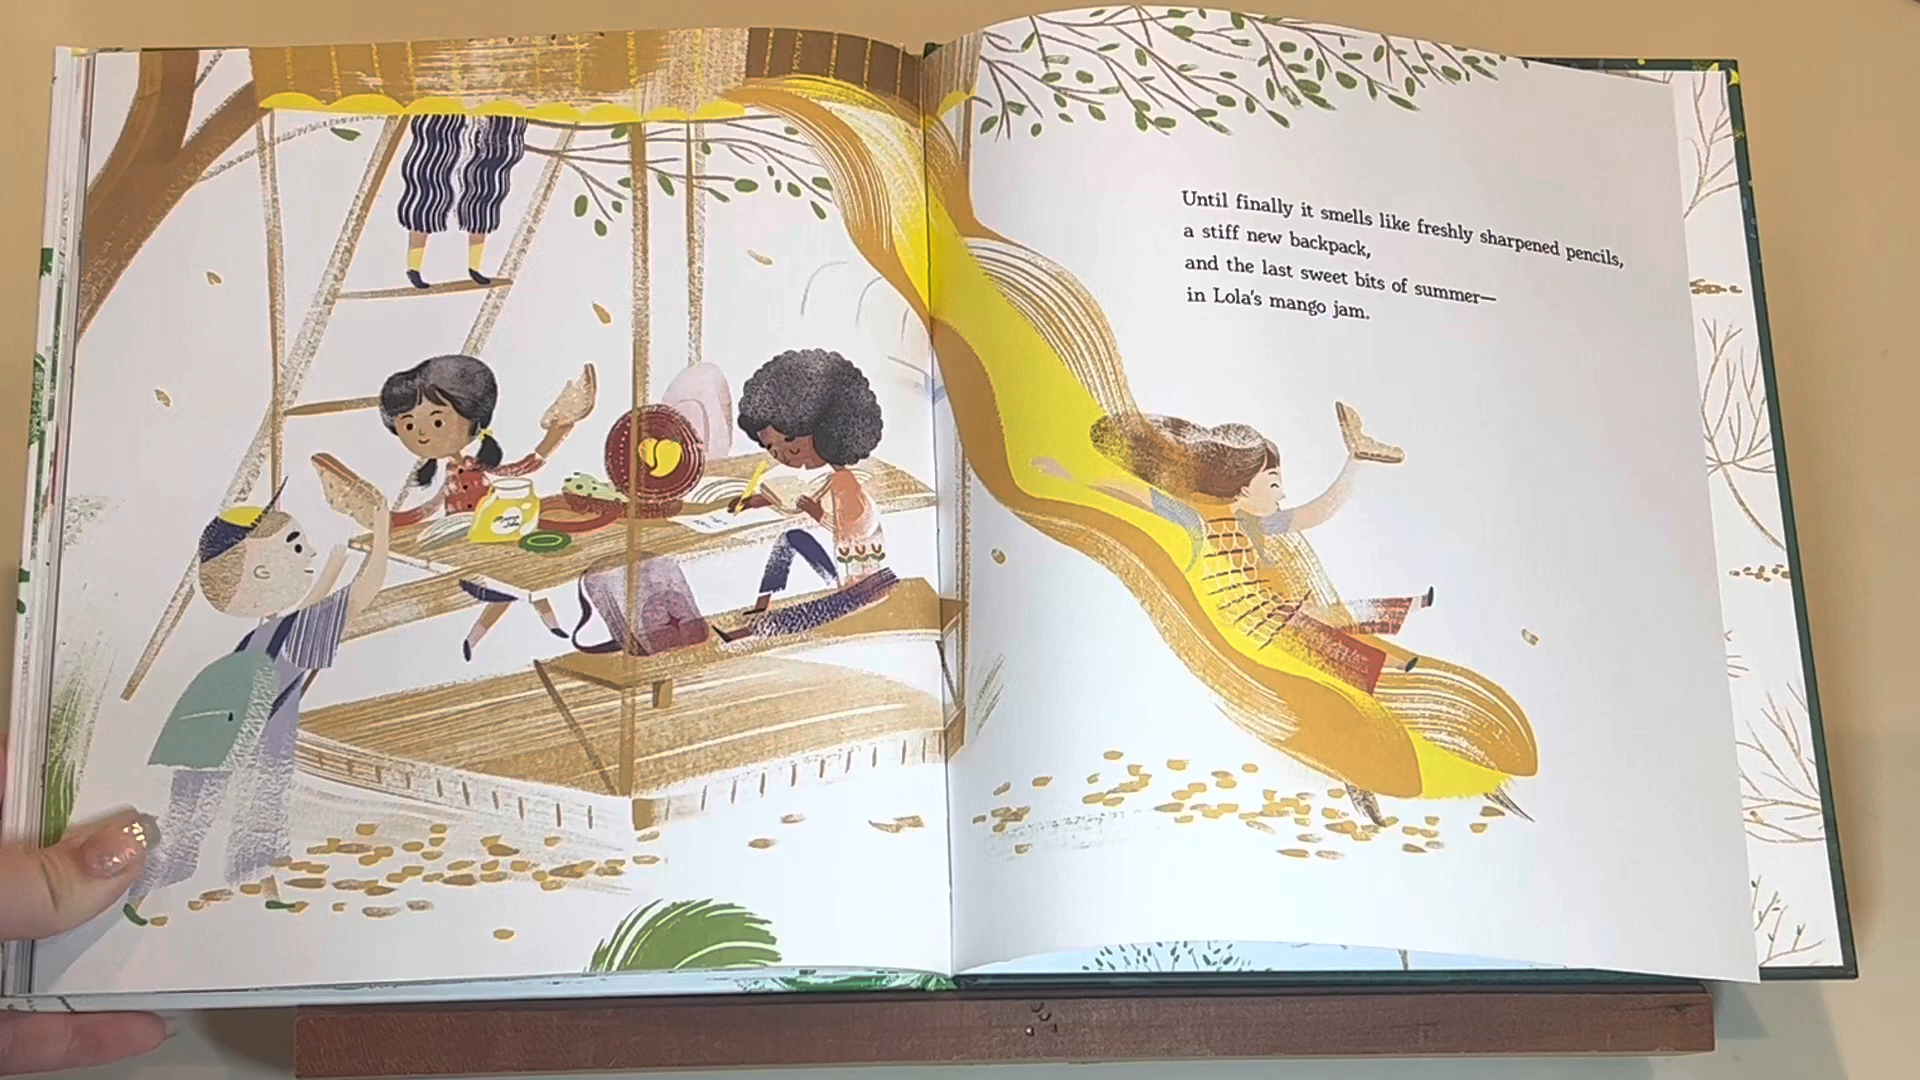 Until finally it smells like freshly sharpened pencils,
a stiff new backpack,
and the last sweet bits of summer—
in Lola's mango jam.